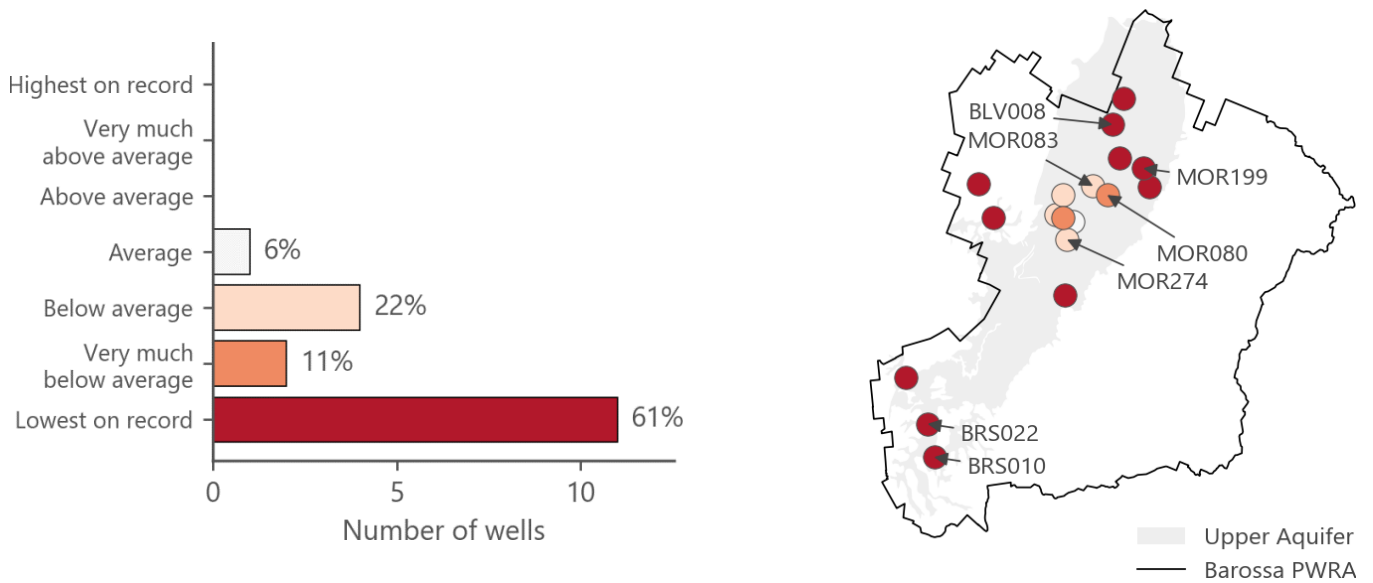 Highest on record
Very much
above average
Above average
Average
6%
Below average
22%
Very much
below average
11%
Lowest on record
61%
0
5
10
Number of wells
BLV008
MOR083
MOR199
MOR080
MOR274
BRS022
BRS010
Upper Aquifer
Barossa PWRA